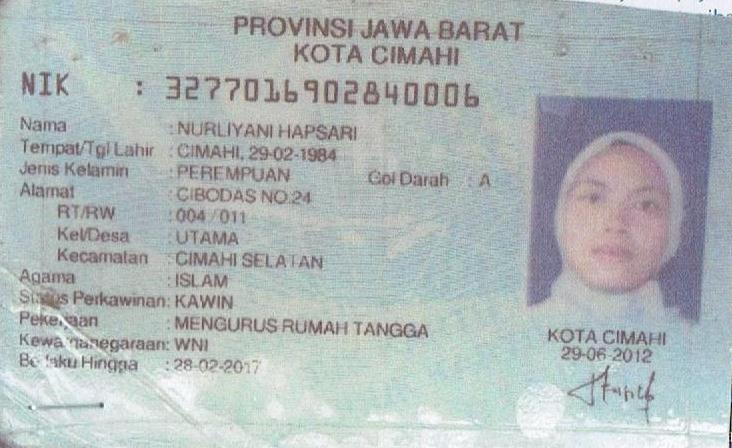 PROVINSI JAWA BARAT
KOTA CIMAHI
NIK : 3277016902840006
Nama : NURLIYANI HAPSARI
Tempat/Tgl Lahir : CIMAHI, 29-02-1984
Jenis Kelamin : PEREMPUAN Gol Darah : A
Alamat : CIBODAS NO.24
RT/RW : 004 / 011
Kel/Desa : UTAMA
Kecamatan : CIMAHI SELATAN
Agama : ISLAM
Status Perkawinan : KAWIN
Pekerjaan : MENGURUS RUMAH TANGGA
Kewarganegaraan : WNI
Berlaku Hingga : 28-02-2017
KOTA CIMAHI
29-06-2012